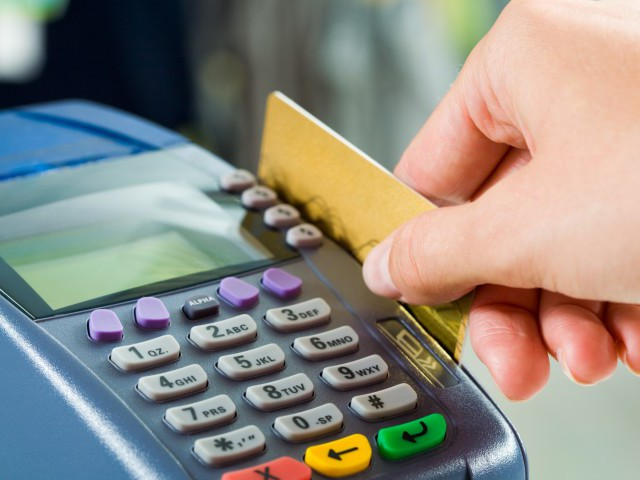 ALPHA
1 QZ. 2 ABC 3 DEF
4 GHI 5 JKL 6 MNO
7 PRS 8 TUV 9 WXY
*,'" 0 -SP #
X